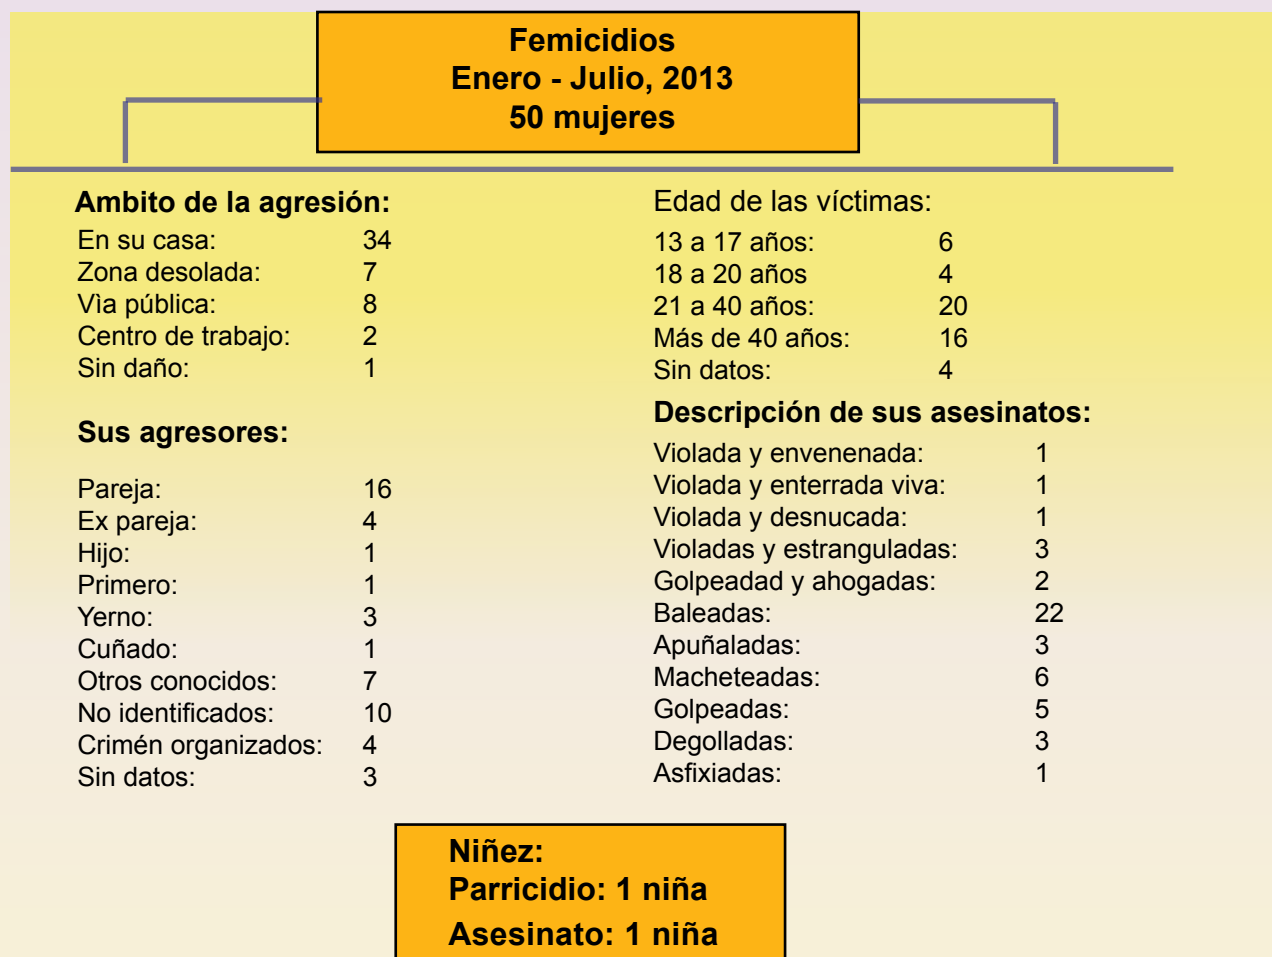 Femicidios
Enero - Julio, 2013
50 mujeres
Ambito de la agresión:
En su casa: 34
Zona desolada: 7
Vìa pública: 8
Centro de trabajo: 2
Sin daño: 1
Sus agresores:
Pareja: 16
Ex pareja: 4
Hijo: 1
Primero: 1
Yerno: 3
Cuñado: 1
Otros conocidos: 7
No identificados: 10
Crimén organizados: 4
Sin datos: 3
Edad de las víctimas:
13 a 17 años: 6
18 a 20 años 4
21 a 40 años: 20
Más de 40 años: 16
Sin datos: 4
Descripción de sus asesinatos:
Violada y envenenada: 1
Violada y enterrada viva: 1
Violada y desnucada: 1
Violadas y estranguladas: 3
Golpeadad y ahogadas: 2
Baleadas: 22
Apuñaladas: 3
Macheteadas: 6
Golpeadas: 5
Degolladas: 3
Asfixiadas: 1
Niñez:
Parricidio: 1 niña
Asesinato: 1 niña